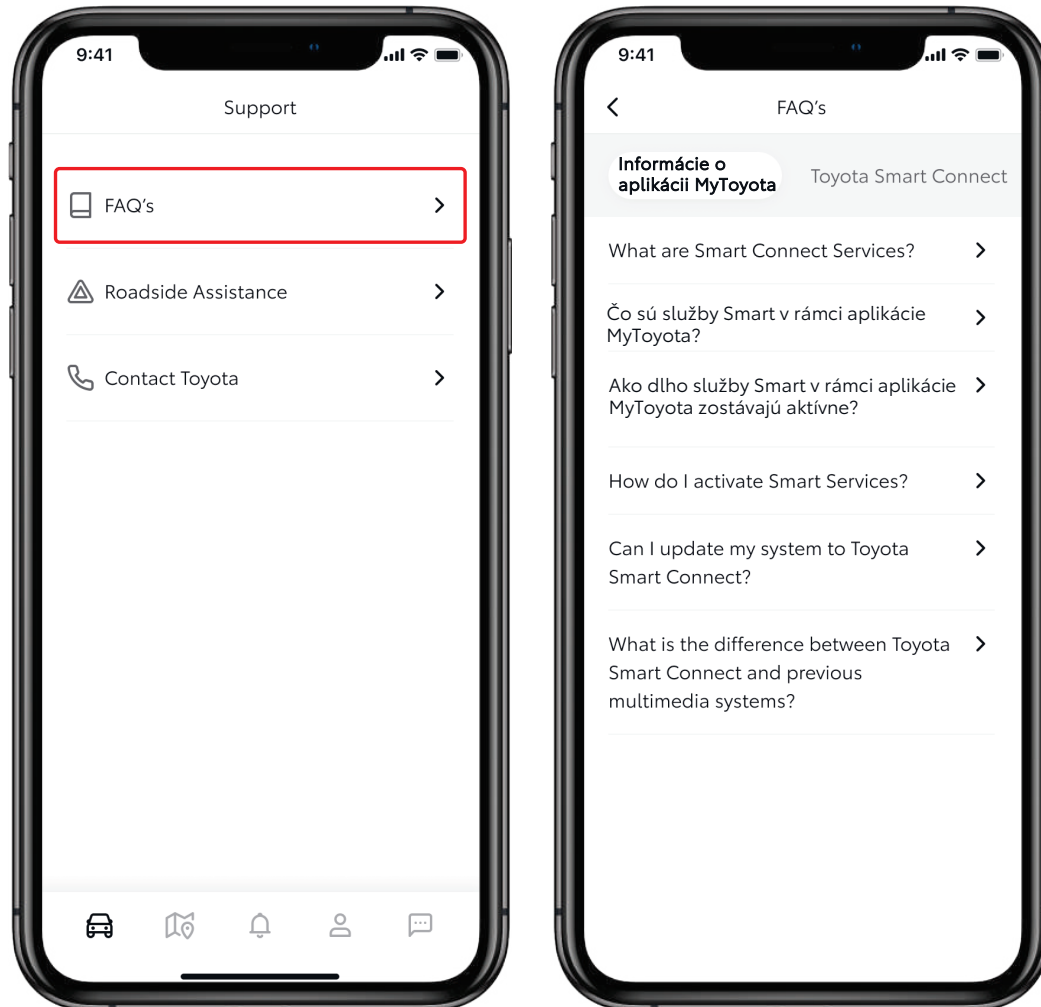 9:41
Support
FAQ’s
Roadside Assistance
Contact Toyota
9:41
FAQ’s
Informácie o
aplikácii MyToyota
Toyota Smart Connect
What are Smart Connect Services?
Čo sú služby Smart v rámci aplikácie
MyToyota?
Ako dlho služby Smart v rámci aplikácie
MyToyota zostávajú aktívne?
How do I activate Smart Services?
Can I update my system to Toyota
Smart Connect?
What is the difference between Toyota
Smart Connect and previous
multimedia systems?